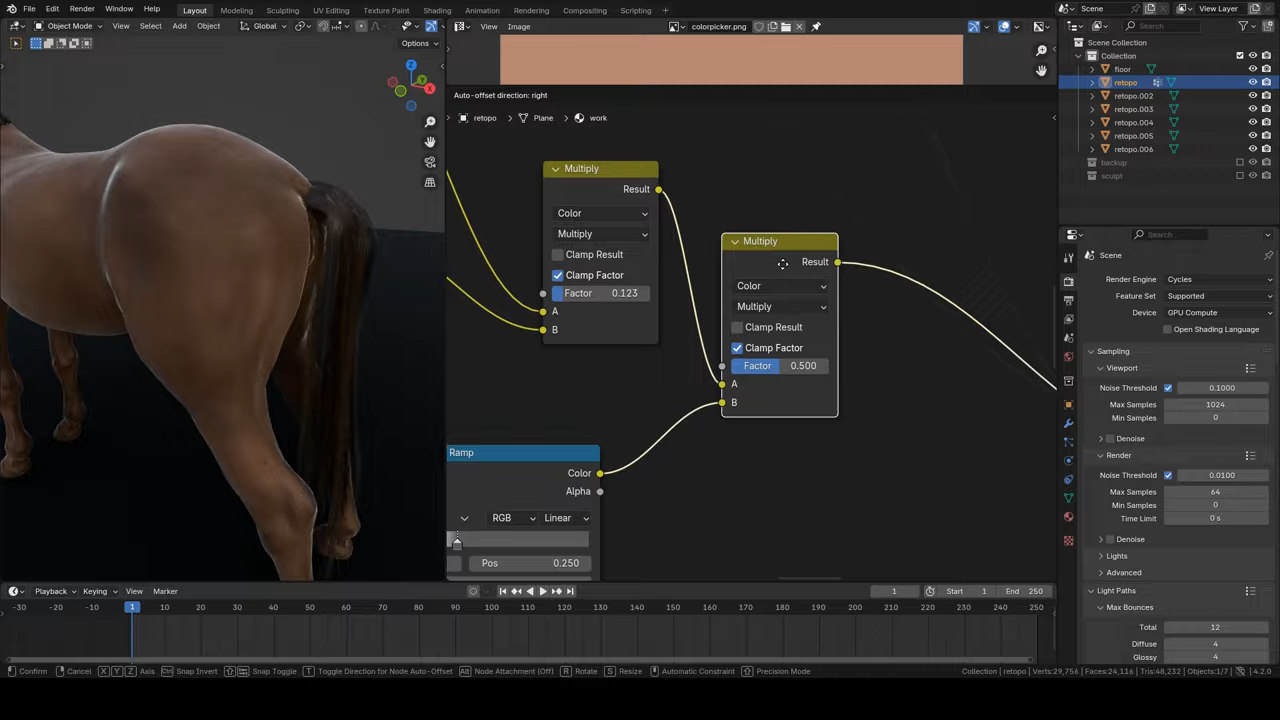 File Edit Render Window Help Layout Modeling Sculpting UV Editing Texture Paint Shading Animation Rendering Compositing Geometry Nodes Scripting + Scene View Layer
Object Mode View Select Add Object Global View Image colorpicker.png Search
Options
Scene Collection
Collection
floor
retopo
retopo.002
retopo.003
retopo.004
retopo.005
retopo.006
backup
sculpt
Z
Y
X
Auto-offset direction: right
retopo > Plane > work
Multiply
Result
Color
Multiply
Clamp Result
Clamp Factor
Factor 0.123
A
B
Multiply
Result
Color
Multiply
Clamp Result
Clamp Factor
Factor 0.500
A
B
Ramp
Color
Alpha
RGB Linear
Pos 0.250
Search
Scene
Render Engine Cycles
Feature Set Supported
Device GPU Compute
Open Shading Language
Sampling
Viewport
Noise Threshold 0.1000
Max Samples 1024
Min Samples 0
Denoise
Render
Noise Threshold 0.0100
Max Samples 64
Min Samples 0
Time Limit 0 s
Denoise
Lights
Advanced
Light Paths
Max Bounces
Total 12
Diffuse 4
Glossy 4
Playback Keying View Marker 1 Start 1 End 250
-30 -20 -10 1 10 20 30 40 50 60 70 80 90 100 110 120 130 140 150 160 170 180 190 200 210 220 230 240 250
Confirm Cancel X Y Z Axis Snap Invert Snap Toggle T Toggle Direction for Node Auto-Offset Alt Node Attachment (Off) R Rotate S Resize Automatic Constraint Precision Mode Collection | retopo | Verts:29,756 | Faces:24,116 | Tris:48,232 | Objects:1/7 4.2.0